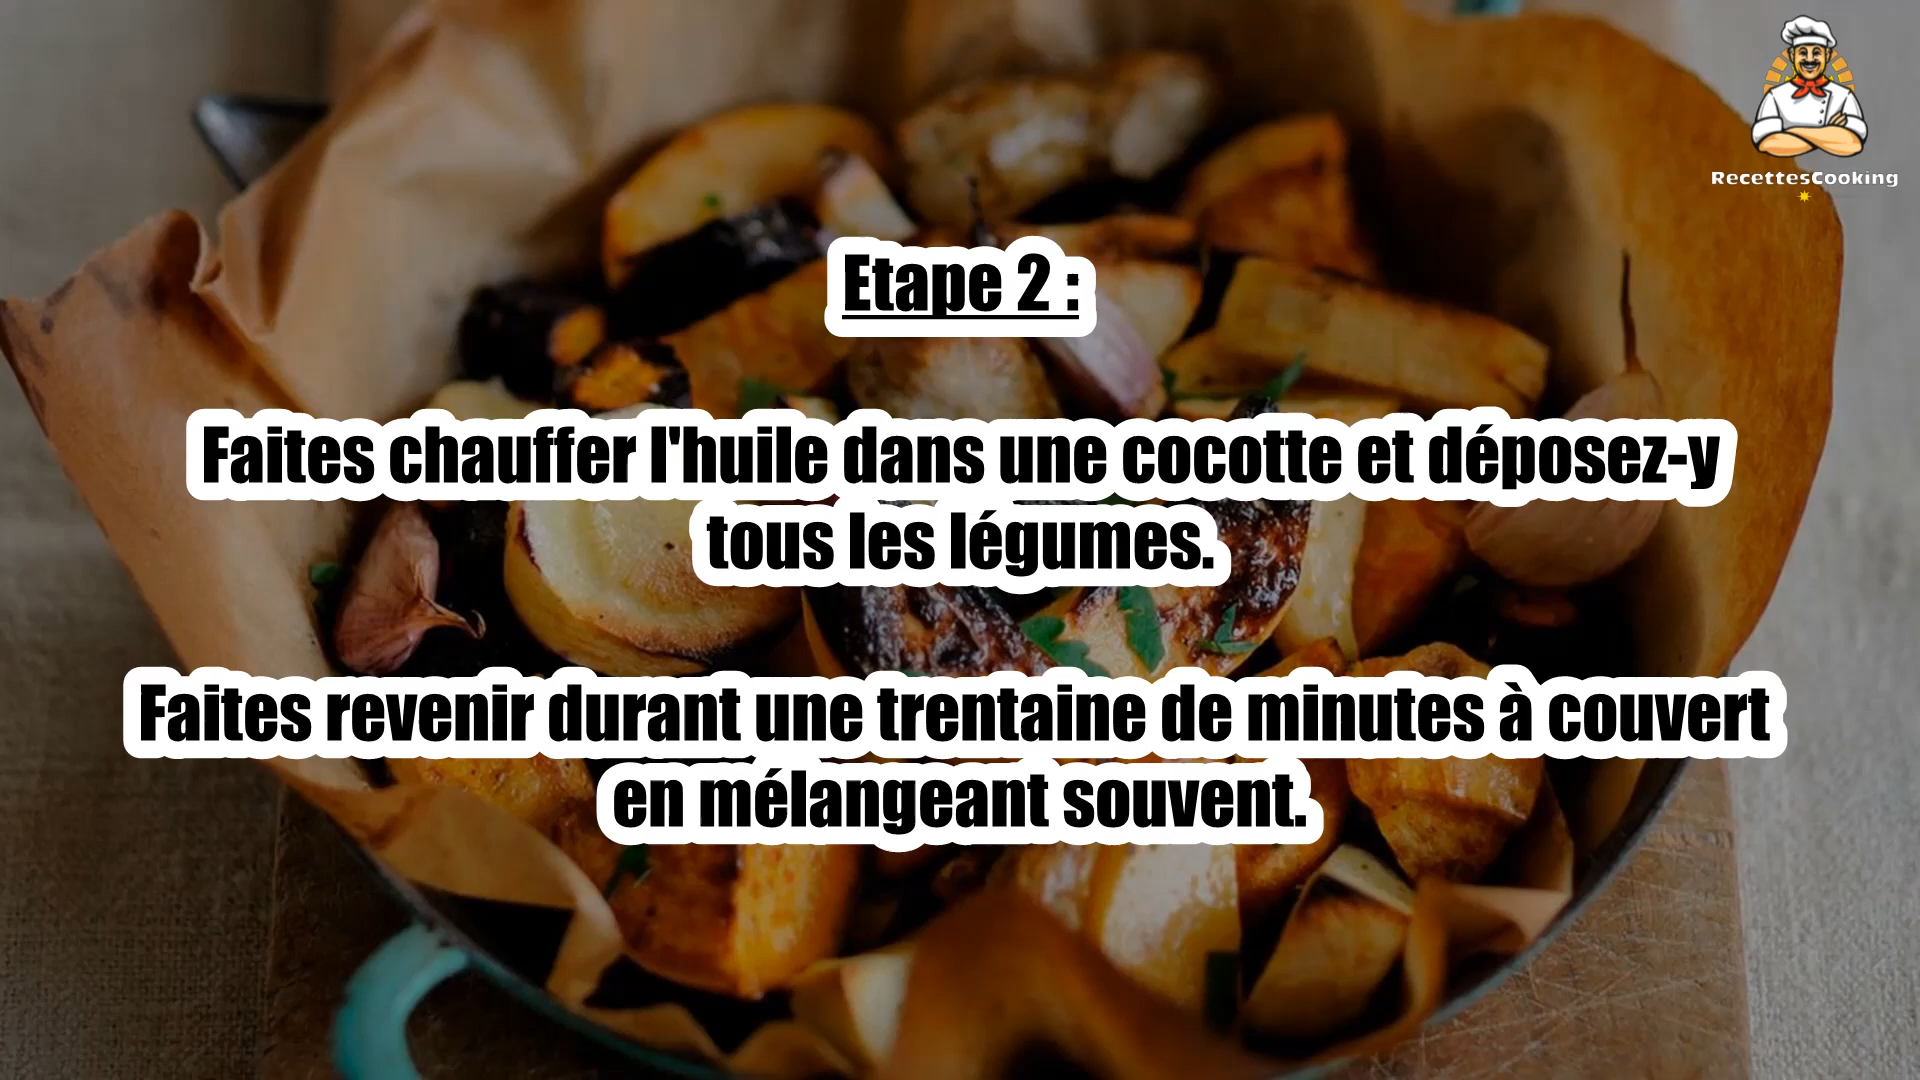 RecettesCooking
Etape 2 :
Faites chauffer l'huile dans une cocotte et déposez-y
tous les légumes.
Faites revenir durant une trentaine de minutes à couvert
en mélangeant souvent.